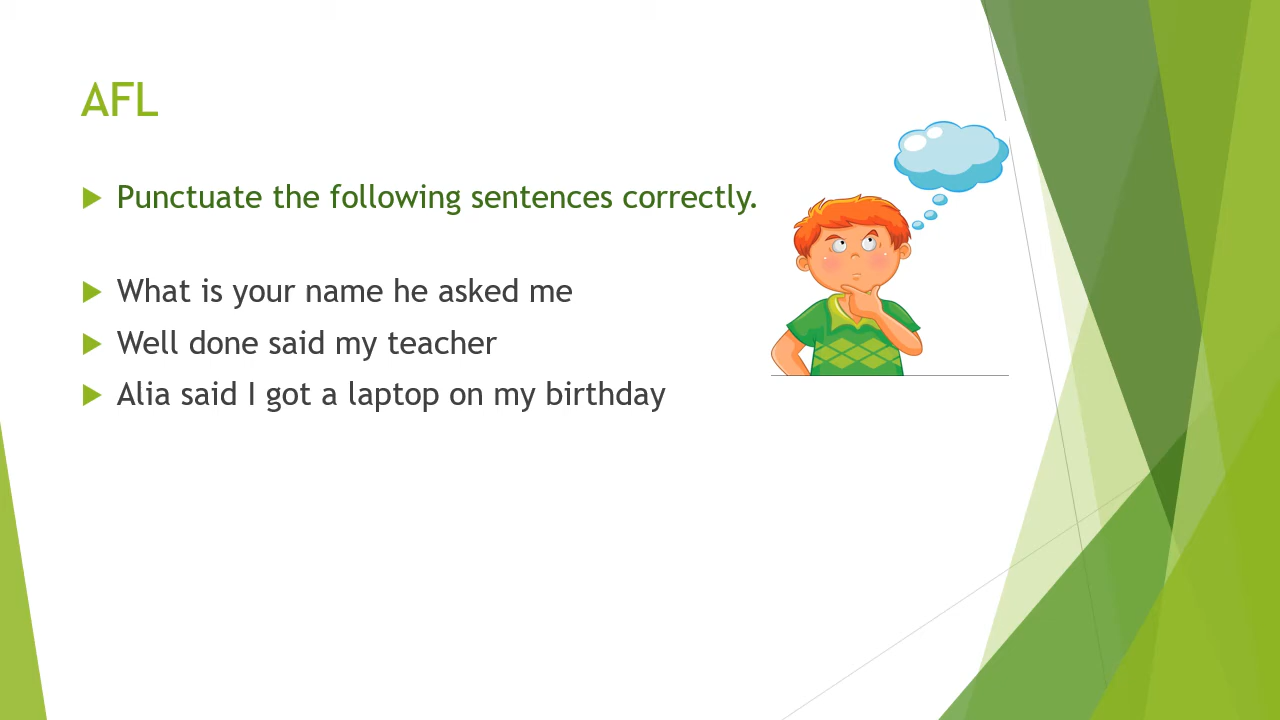 AFL
Punctuate the following sentences correctly.
What is your name he asked me
Well done said my teacher
Alia said I got a laptop on my birthday